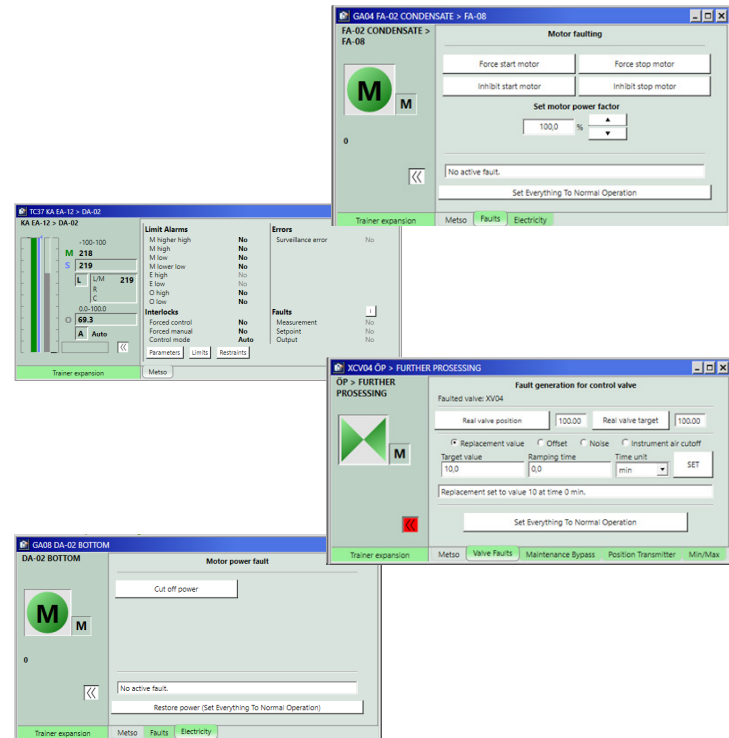 GA04 FA-02 CONDENSATE > FA-08
FA-02 CONDENSATE >
FA-08
Motor faulting
Force start motor Force stop motor
Inhibit start motor Inhibit stop motor
M
M
Set motor power factor
100,0 %
0
No active fault.
Set Everything To Normal Operation
Trainer expansion Metso Faults Electricity
TC37 KA EA-12 > DA-02
KA EA-12 > DA-02
-100-100
M 218
S 219
L L/M 219
R
C
0.0-100.0
O 69.3
A Auto
Limit Alarms
M higher high No
M high No
M low No
M lower low No
E high No
E low No
O high No
O low No
Interlocks
Forced control No
Forced manual No
Control mode Auto
Parameters Limits Restraints
Errors
Surveillance error No
Faults
Measurement No
Setpoint No
Output No
Trainer expansion Metso
XCV04 ÖP > FURTHER PROSESSING
ÖP > FURTHER
PROSESSING
M
Fault generation for control valve
Faulted valve: XV04
Real valve position 100.00 Real valve target 100.00
Replacement value Offset Noise Instrument air cutoff
Target value Ramping time Time unit
10,0 0,0 min SET
Replacement set to value 10 at time 0 min.
Set Everything To Normal Operation
Trainer expansion Metso Valve Faults Maintenance Bypass Position Transmitter Min/Max
GA08 DA-02 BOTTOM
DA-02 BOTTOM
Motor power fault
Cut off power
M
M
0
No active fault.
Restore power (Set Everything To Normal Operation)
Trainer expansion Metso Faults Electricity